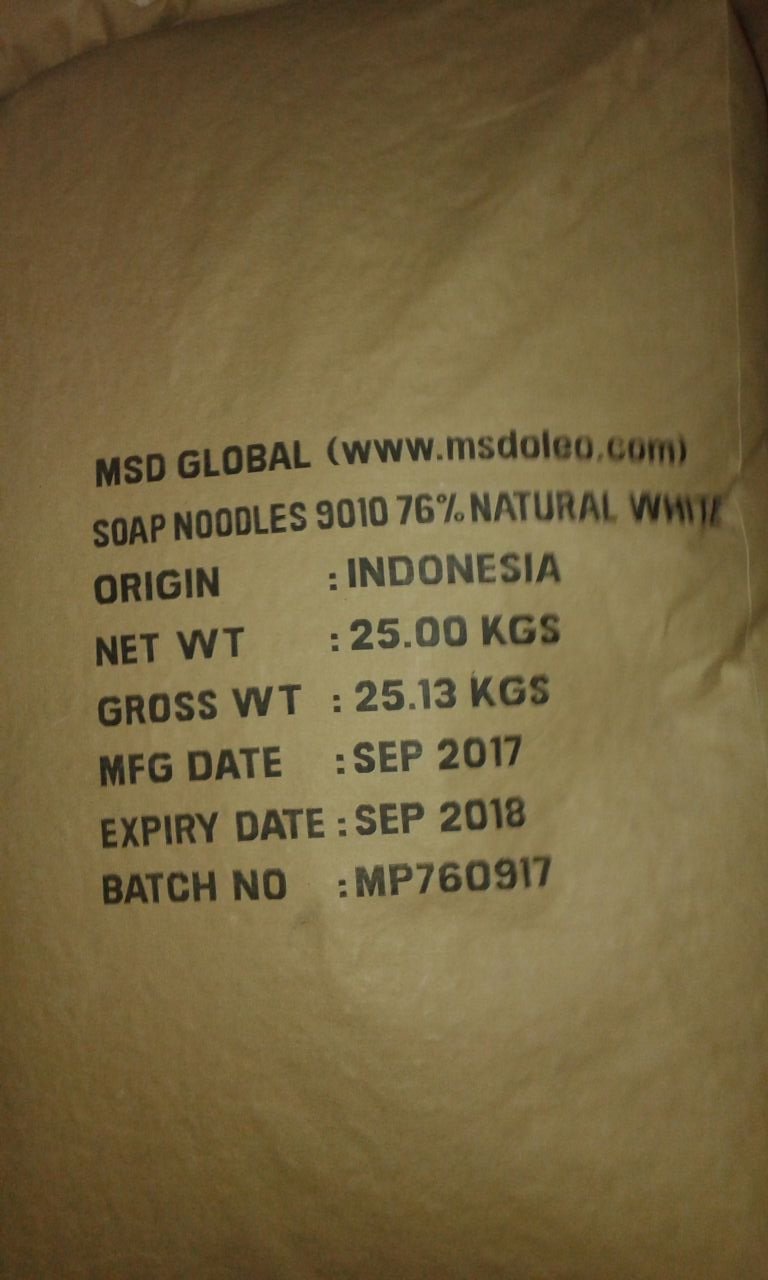 MSD GLOBAL (www.msdoleo.com)
SOAP NOODLES 9010 76% NATURAL WHITE
ORIGIN : INDONESIA
NET WT : 25.00 KGS
GROSS WT : 25.13 KGS
MFG DATE : SEP 2017
EXPIRY DATE : SEP 2018
BATCH NO : MP760917